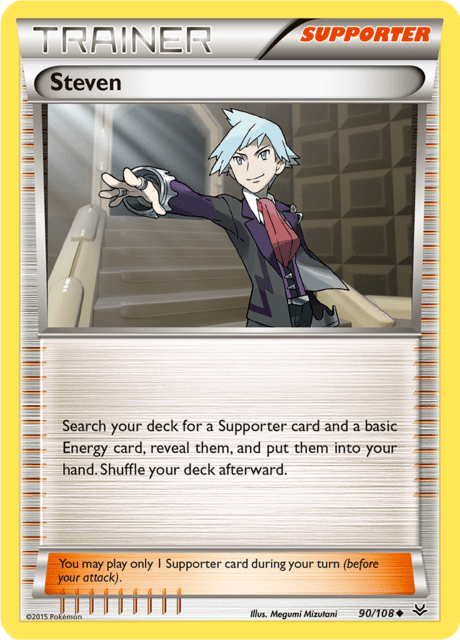 TRAINER
SUPPORTER
Steven
Search your deck for a Supporter card and a basic
Energy card, reveal them, and put them into your
hand. Shuffle your deck afterward.
You may play only 1 Supporter card during your turn (before
your attack).
©2015 Pokémon
Illus. Megumi Mizutani
90/108